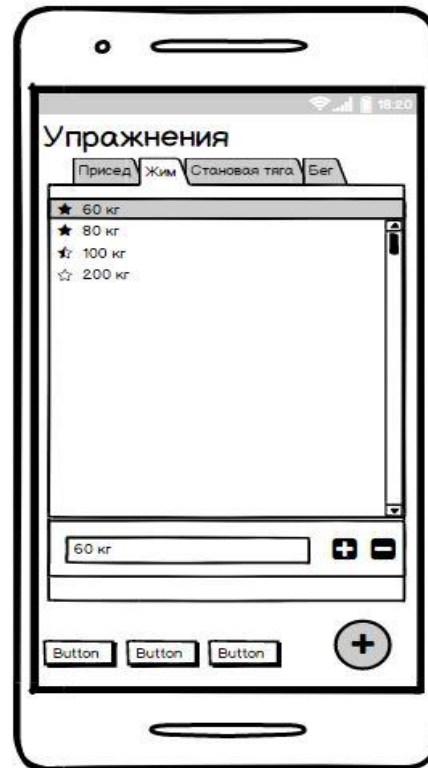 18:20
Упражнения
Присед Жим Становая тяга Бег
60 кг
80 кг
100 кг
200 кг
60 кг
Button Button Button